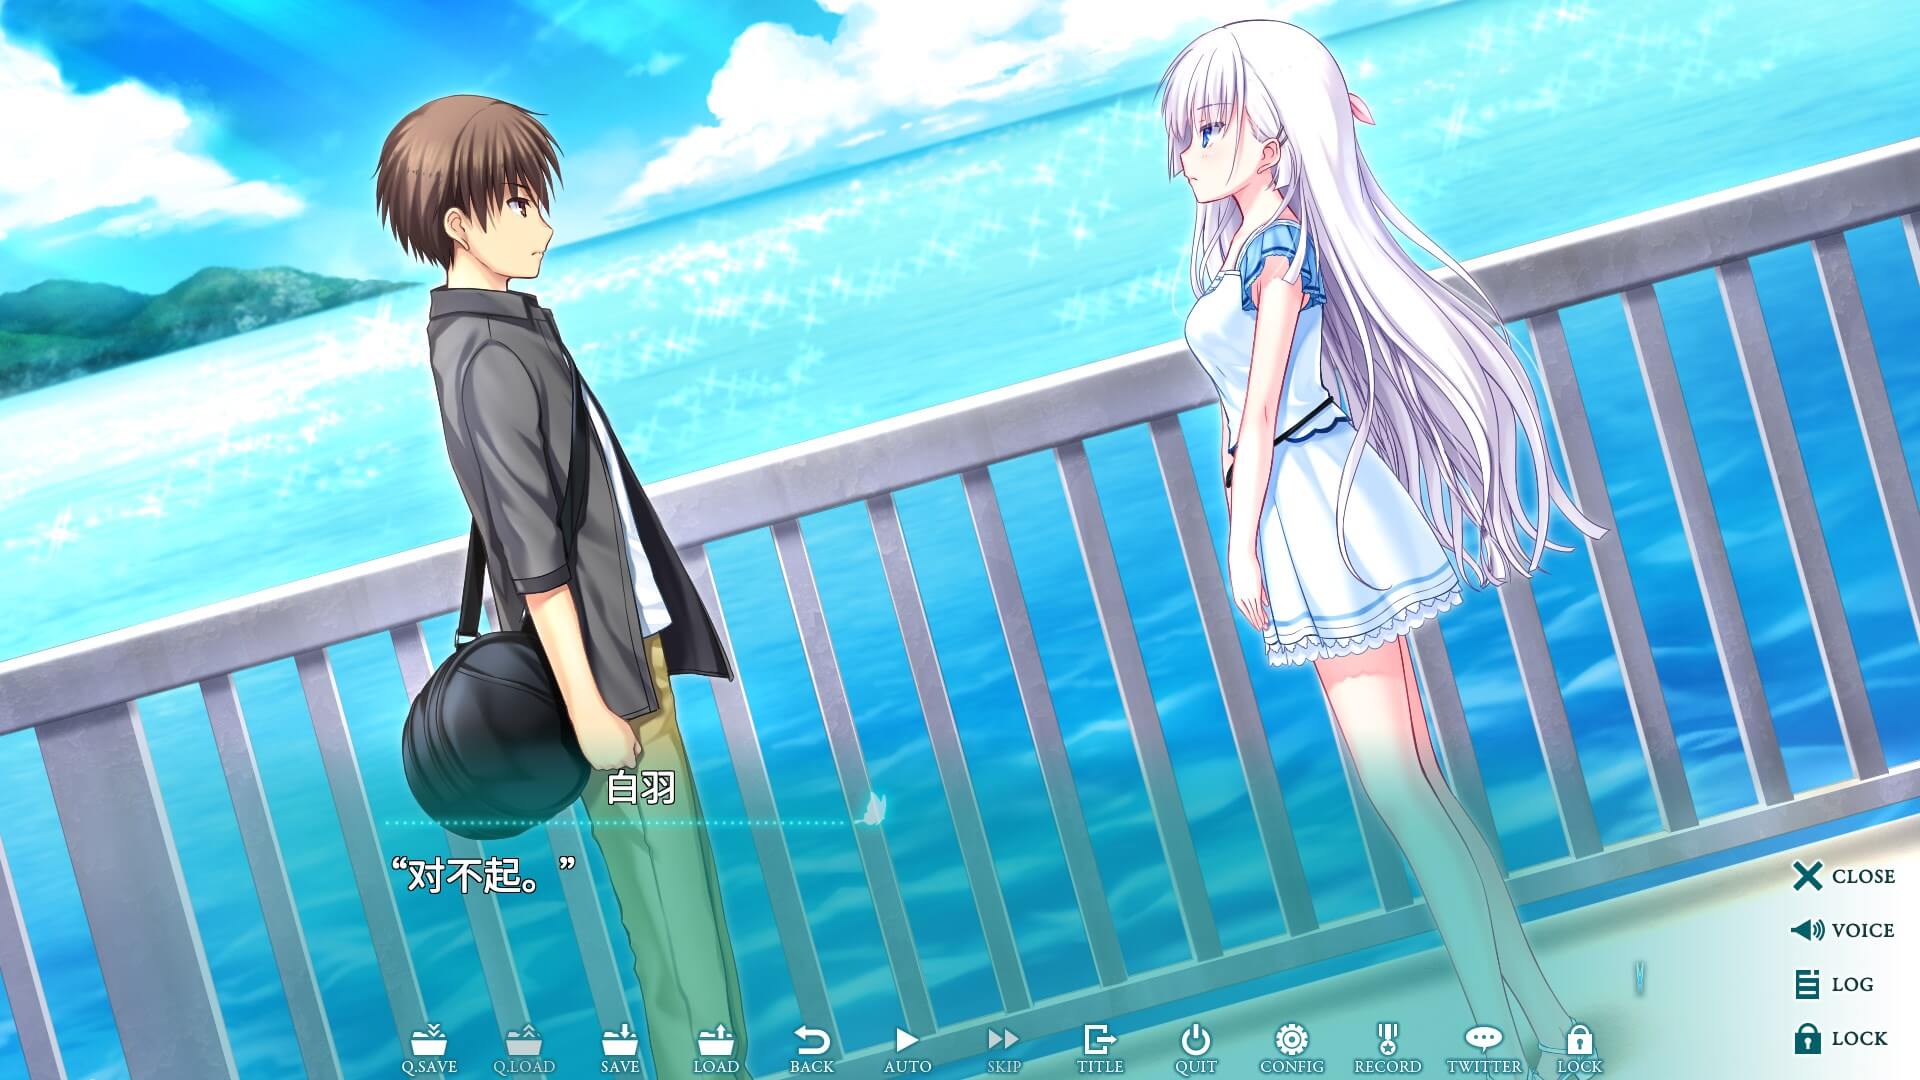 白羽
“对不起。”
CLOSE
VOICE
LOG
LOCK
Q.SAVE Q.LOAD SAVE LOAD BACK AUTO SKIP TITLE QUIT CONFIG RECORD TWITTER LOCK